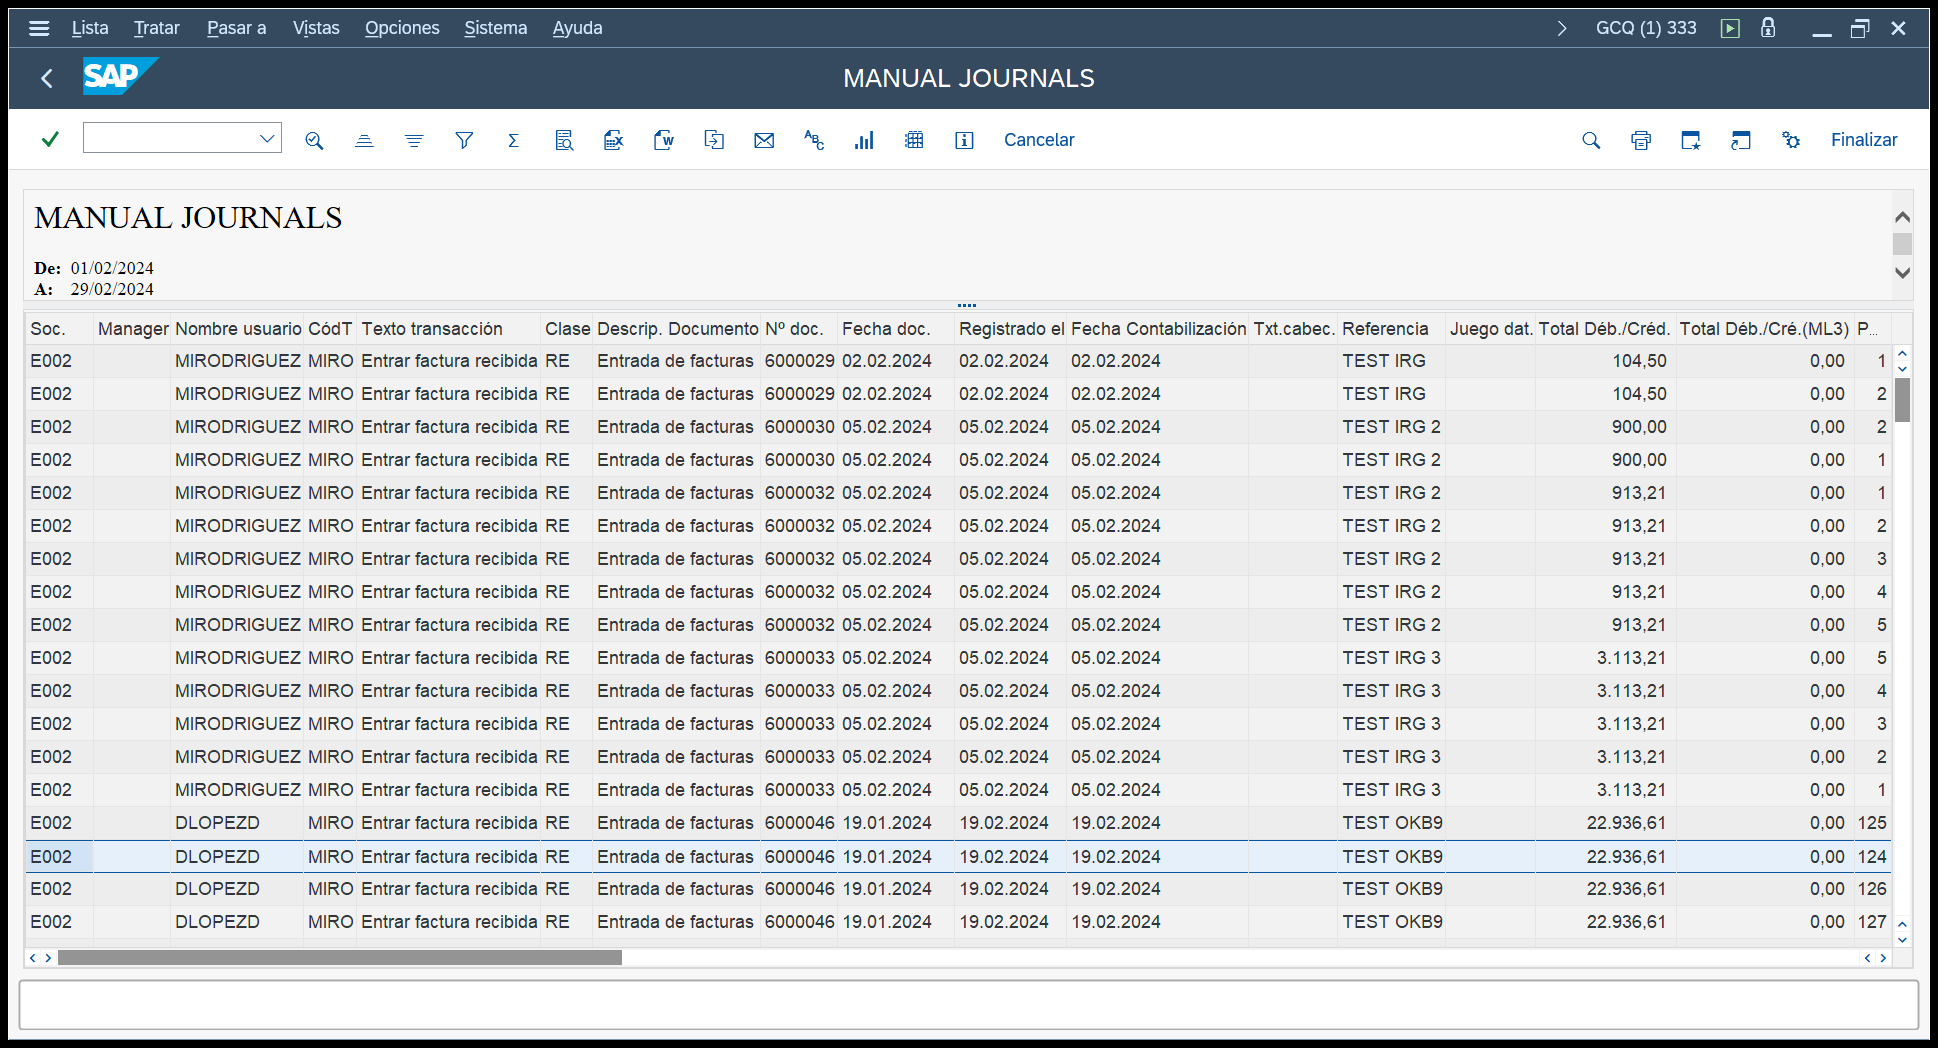 Lista Tratar Pasar a Vistas Opciones Sistema Ayuda GCQ (1) 333
SAP MANUAL JOURNALS
Cancelar Finalizar
MANUAL JOURNALS
De: 01/02/2024
A: 29/02/2024
Soc. Manager Nombre usuario CódT Texto transacción Clase Descrip. Documento Nº doc. Fecha doc. Registrado el Fecha Contabilización Txt.cabec. Referencia Juego dat. Total Déb./Créd. Total Déb./Cré.(ML3) P...
E002 MIRODRIGUEZ MIRO Entrar factura recibida RE Entrada de facturas 6000029 02.02.2024 02.02.2024 02.02.2024 TEST IRG 104,50 0,00 1
E002 MIRODRIGUEZ MIRO Entrar factura recibida RE Entrada de facturas 6000029 02.02.2024 02.02.2024 02.02.2024 TEST IRG 104,50 0,00 2
E002 MIRODRIGUEZ MIRO Entrar factura recibida RE Entrada de facturas 6000030 05.02.2024 05.02.2024 05.02.2024 TEST IRG 2 900,00 0,00 2
E002 MIRODRIGUEZ MIRO Entrar factura recibida RE Entrada de facturas 6000030 05.02.2024 05.02.2024 05.02.2024 TEST IRG 2 900,00 0,00 1
E002 MIRODRIGUEZ MIRO Entrar factura recibida RE Entrada de facturas 6000032 05.02.2024 05.02.2024 05.02.2024 TEST IRG 2 913,21 0,00 1
E002 MIRODRIGUEZ MIRO Entrar factura recibida RE Entrada de facturas 6000032 05.02.2024 05.02.2024 05.02.2024 TEST IRG 2 913,21 0,00 2
E002 MIRODRIGUEZ MIRO Entrar factura recibida RE Entrada de facturas 6000032 05.02.2024 05.02.2024 05.02.2024 TEST IRG 2 913,21 0,00 3
E002 MIRODRIGUEZ MIRO Entrar factura recibida RE Entrada de facturas 6000032 05.02.2024 05.02.2024 05.02.2024 TEST IRG 2 913,21 0,00 4
E002 MIRODRIGUEZ MIRO Entrar factura recibida RE Entrada de facturas 6000032 05.02.2024 05.02.2024 05.02.2024 TEST IRG 2 913,21 0,00 5
E002 MIRODRIGUEZ MIRO Entrar factura recibida RE Entrada de facturas 6000033 05.02.2024 05.02.2024 05.02.2024 TEST IRG 3 3.113,21 0,00 5
E002 MIRODRIGUEZ MIRO Entrar factura recibida RE Entrada de facturas 6000033 05.02.2024 05.02.2024 05.02.2024 TEST IRG 3 3.113,21 0,00 4
E002 MIRODRIGUEZ MIRO Entrar factura recibida RE Entrada de facturas 6000033 05.02.2024 05.02.2024 05.02.2024 TEST IRG 3 3.113,21 0,00 3
E002 MIRODRIGUEZ MIRO Entrar factura recibida RE Entrada de facturas 6000033 05.02.2024 05.02.2024 05.02.2024 TEST IRG 3 3.113,21 0,00 2
E002 MIRODRIGUEZ MIRO Entrar factura recibida RE Entrada de facturas 6000033 05.02.2024 05.02.2024 05.02.2024 TEST IRG 3 3.113,21 0,00 1
E002 DLOPEZD MIRO Entrar factura recibida RE Entrada de facturas 6000046 19.01.2024 19.02.2024 19.02.2024 TEST OKB9 22.936,61 0,00 125
E002 DLOPEZD MIRO Entrar factura recibida RE Entrada de facturas 6000046 19.01.2024 19.02.2024 19.02.2024 TEST OKB9 22.936,61 0,00 124
E002 DLOPEZD MIRO Entrar factura recibida RE Entrada de facturas 6000046 19.01.2024 19.02.2024 19.02.2024 TEST OKB9 22.936,61 0,00 126
E002 DLOPEZD MIRO Entrar factura recibida RE Entrada de facturas 6000046 19.01.2024 19.02.2024 19.02.2024 TEST OKB9 22.936,61 0,00 127